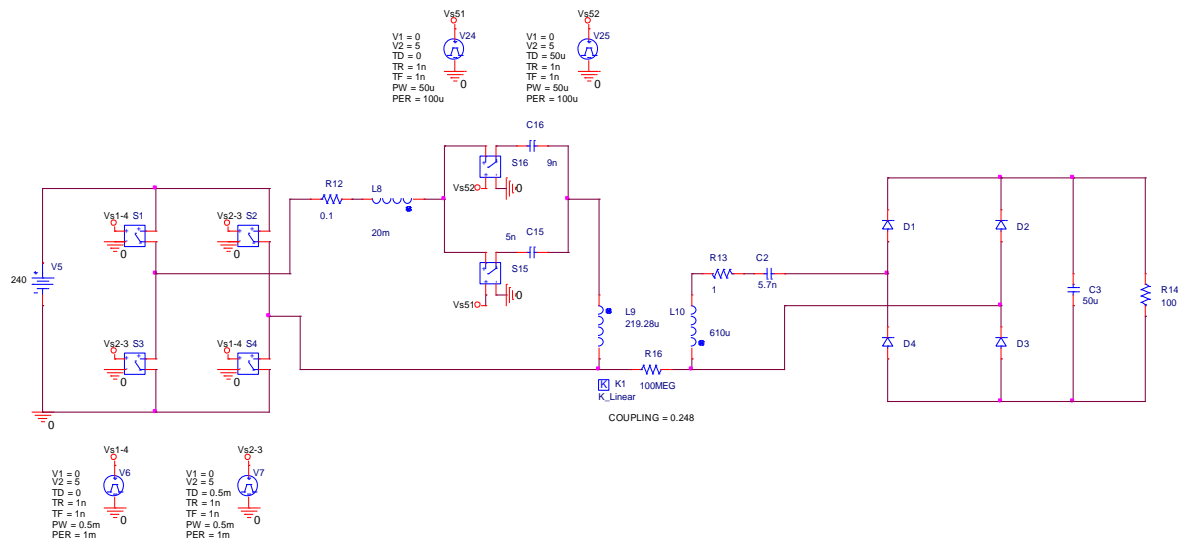 Vs51
V24
V1 = 0
V2 = 5
TD = 0
TR = 1n
TF = 1n
PW = 50u
PER = 100u
0
Vs52
V25
V1 = 0
V2 = 5
TD = 50u
TR = 1n
TF = 1n
PW = 50u
PER = 100u
0
C16
9n
S16
Vs52
0
R12
0.1
L8
20m
5n
C15
S15
Vs51
0
Vs1-4
S1
0
Vs2-3
S2
0
V5
240
Vs2-3
S3
0
Vs1-4
S4
0
0
R13
1
C2
5.7n
L9
219.28u
L10
610u
R16
100MEG
K
K1
K_Linear
COUPLING = 0.248
D1
D2
D4
D3
C3
50u
R14
100
Vs1-4
V6
V1 = 0
V2 = 5
TD = 0
TR = 1n
TF = 1n
PW = 0.5m
PER = 1m
0
Vs2-3
V7
V1 = 0
V2 = 5
TD = 0.5m
TR = 1n
TF = 1n
PW = 0.5m
PER = 1m
0